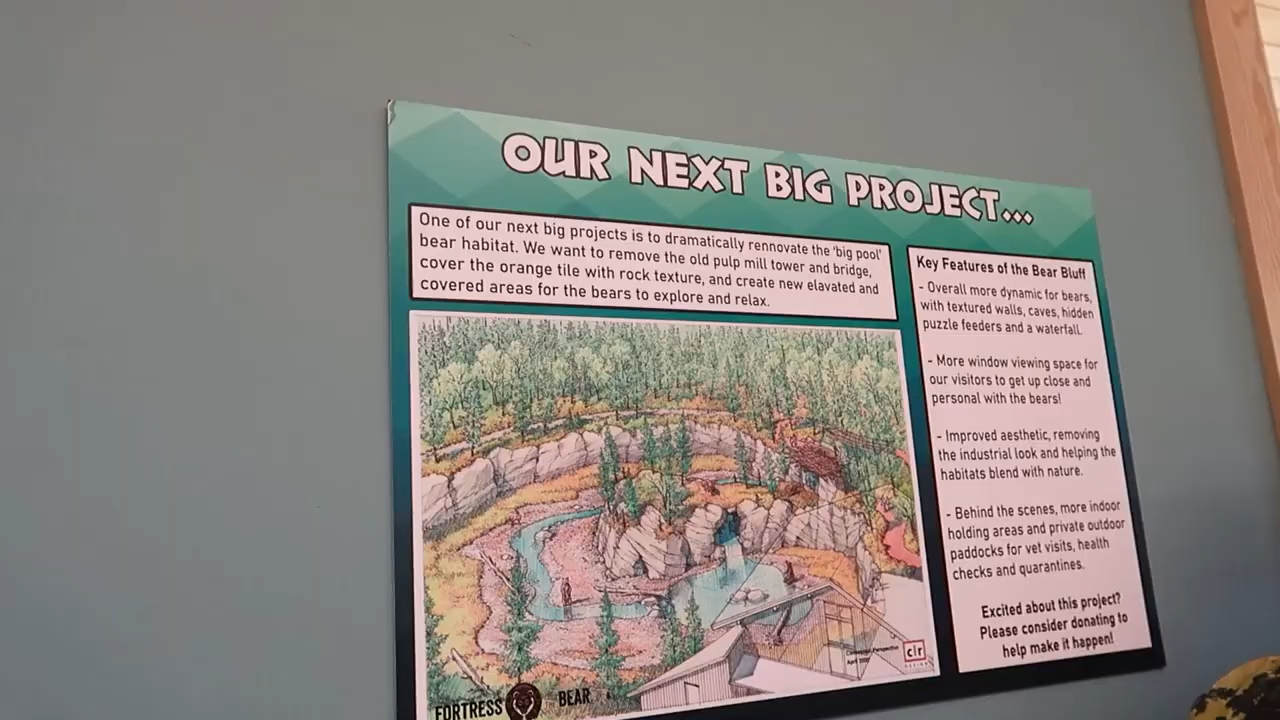 OUR NEXT BIG PROJECT...
One of our next big projects is to dramatically rennovate the 'big pool'
bear habitat. We want to remove the old pulp mill tower and bridge,
cover the orange tile with rock texture, and create new elavated and
covered areas for the bears to explore and relax.
Key Features of the Bear Bluff
- Overall more dynamic for bears,
with textured walls, caves, hidden
puzzle feeders and a waterfall.
- More window viewing space for
our visitors to get up close and
personal with the bears!
- Improved aesthetic, removing
the industrial look and helping the
habitats blend with nature.
- Behind the scenes, more indoor
holding areas and private outdoor
paddocks for vet visits, health
checks and quarantines.
Excited about this project?
Please consider donating to
help make it happen!
Perspective
April
clr
DESIGN
FORTRESS BEAR